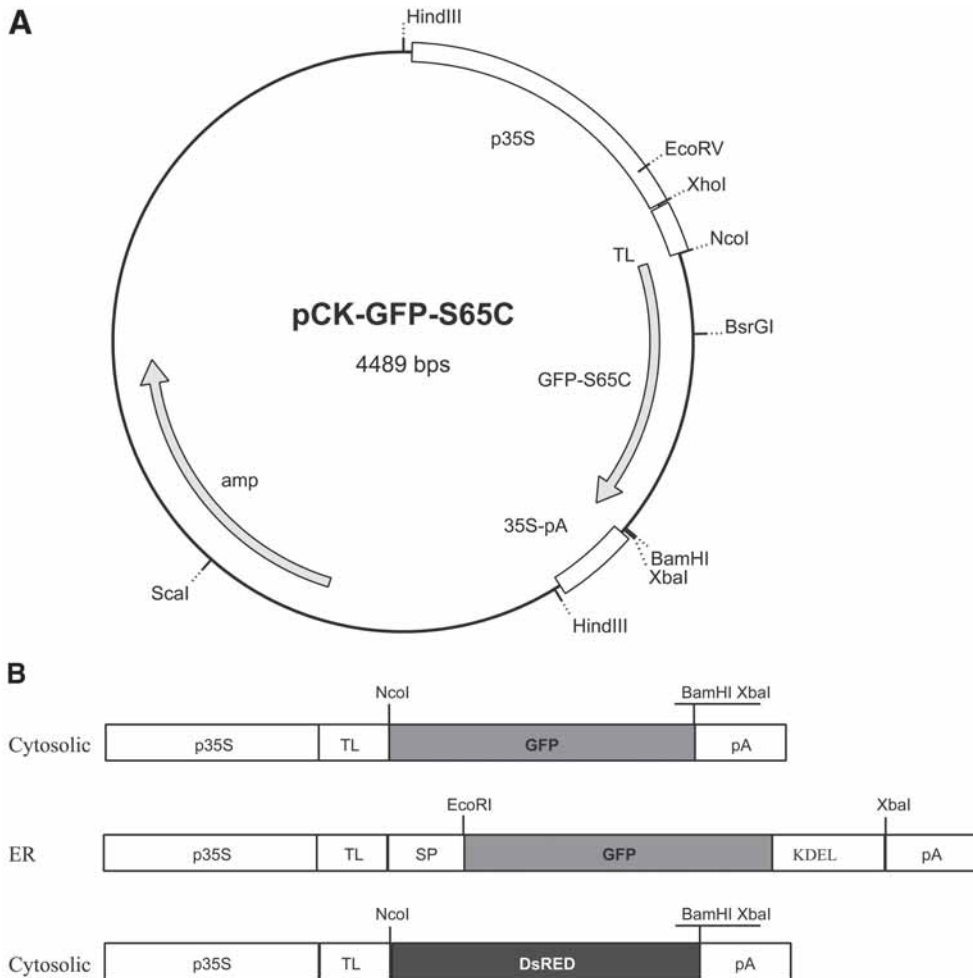 A
HindIII
p35S
EcoRV
XhoI
NcoI
TL
pCK-GFP-S65C
4489 bps
BsrGI
GFP-S65C
amp
35S-pA
BamHI
XbaI
ScaI
HindIII
B
NcoI BamHI XbaI
Cytosolic p35S TL GFP pA
EcoRI XbaI
ER p35S TL SP GFP KDEL pA
NcoI BamHI XbaI
Cytosolic p35S TL DsRED pA